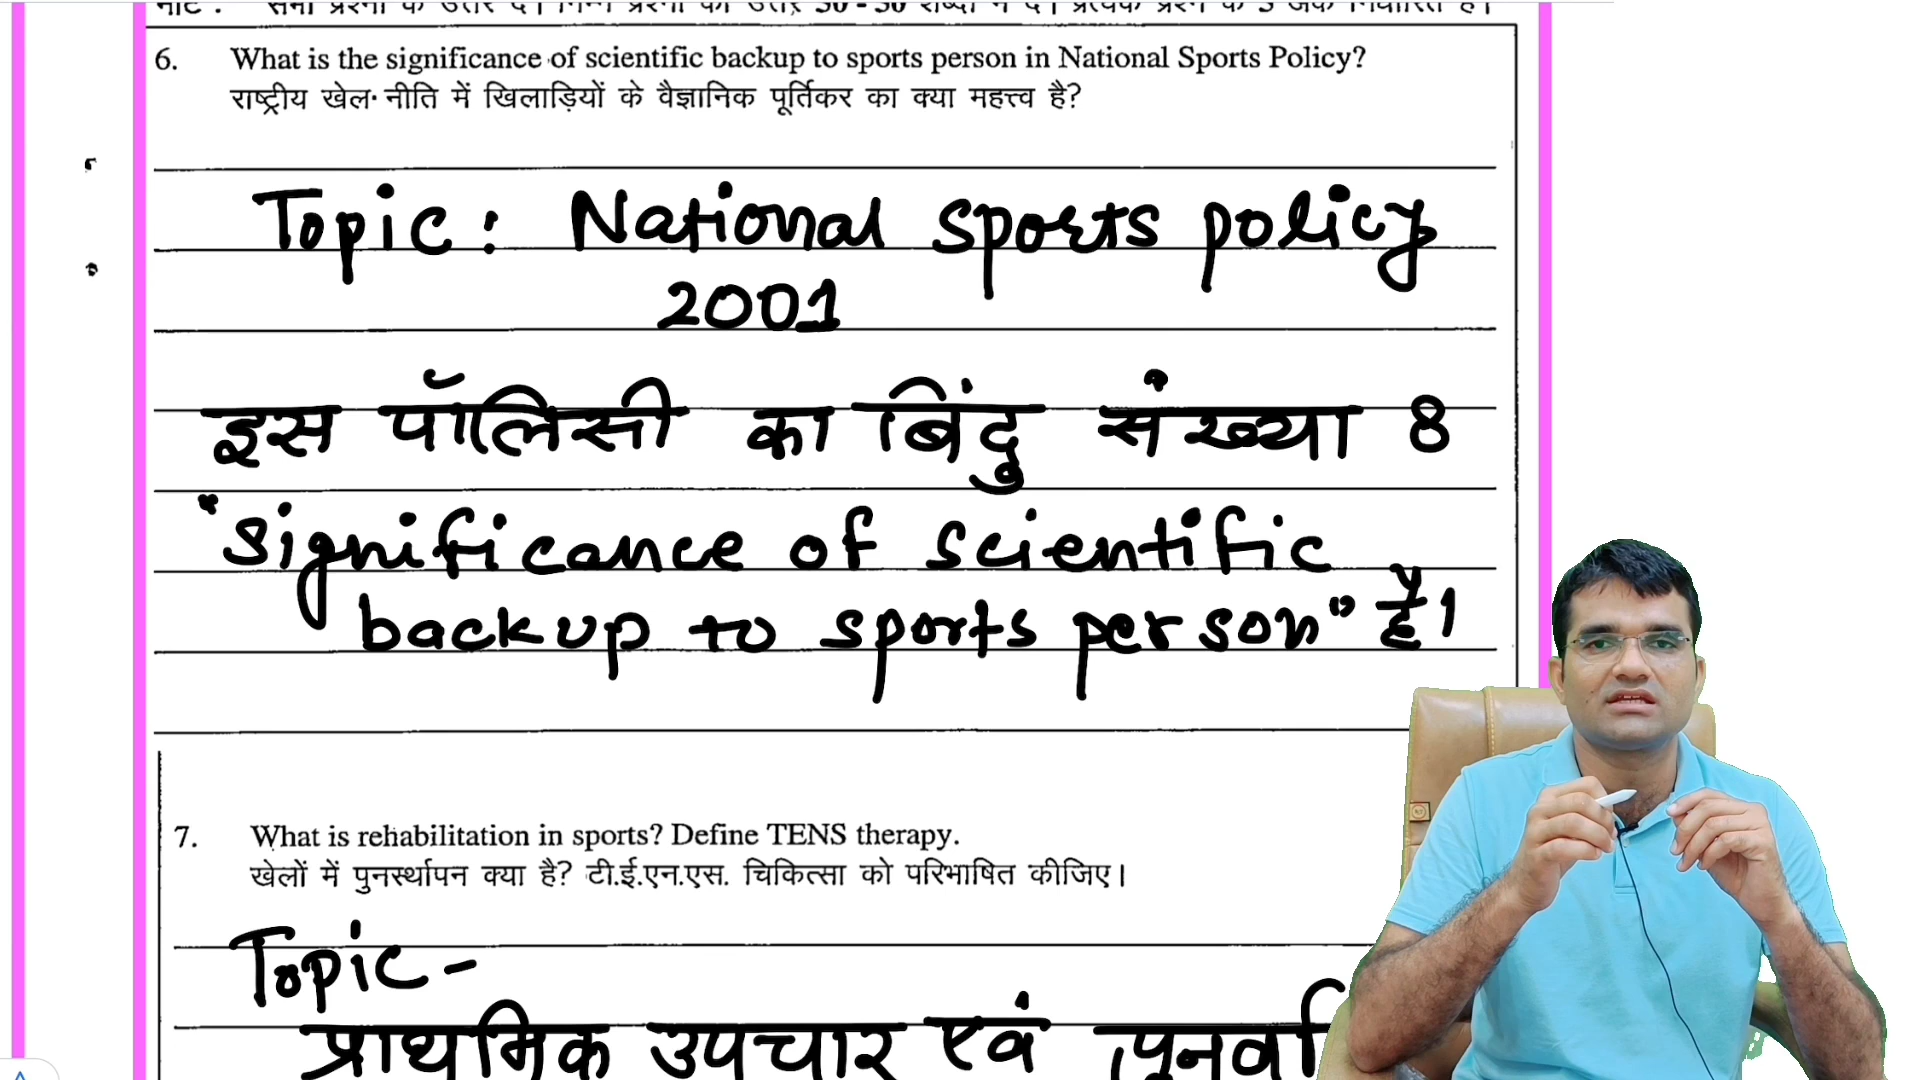 6. What is the significance of scientific backup to sports person in National Sports Policy?
राष्ट्रीय खेल नीति में खिलाड़ियों के वैज्ञानिक पूर्तिकर का क्या महत्त्व है?
Topic: National sports policy
2001
इस पॉलिसी का बिंदु संख्या 8
"significance of scientific
backup to sports person" है।
7. What is rehabilitation in sports? Define TENS therapy.
खेलों में पुनर्स्थापन क्या है? टी.ई.एन.एस. चिकित्सा को परिभाषित कीजिए।
Topic-
प्राथमिक उपचार एवं